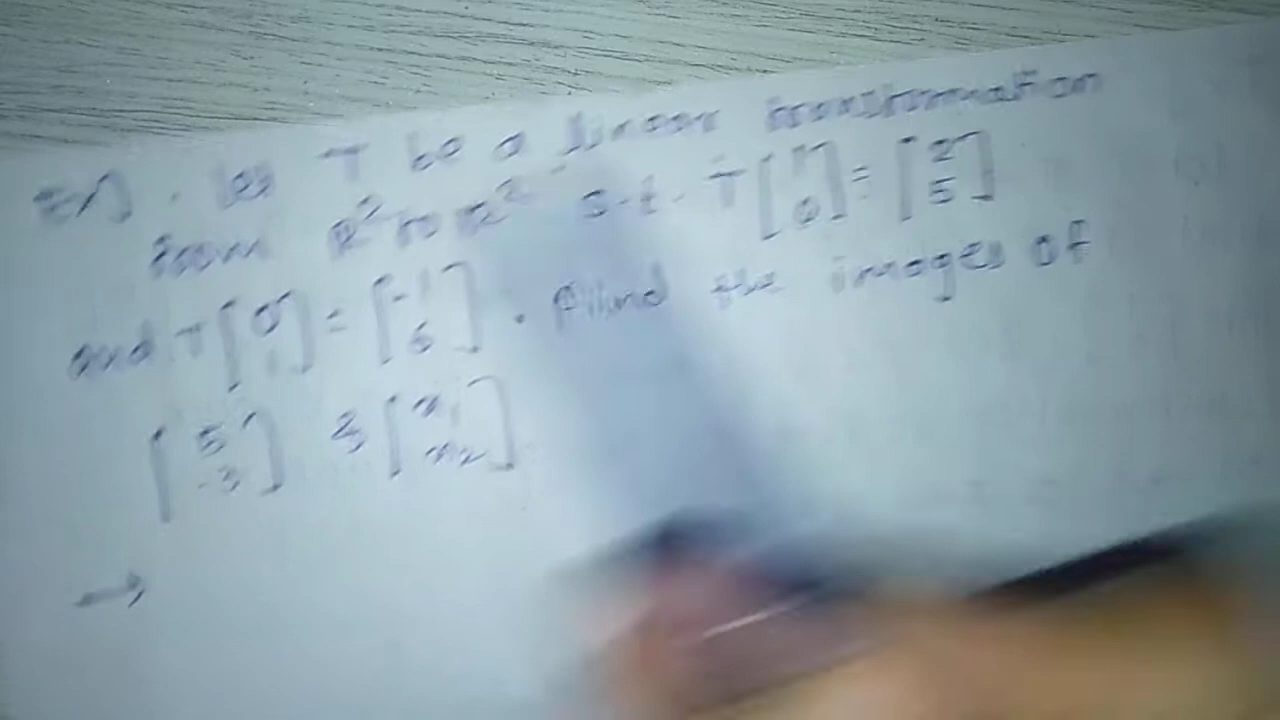 Ex]. let T be a linear transformation
from R² to R² s.t. T[1 0] = [2 5]
and T[0 1] = [-1 6]. Find the images of
[5 -3] & [x₁ x₂]
→